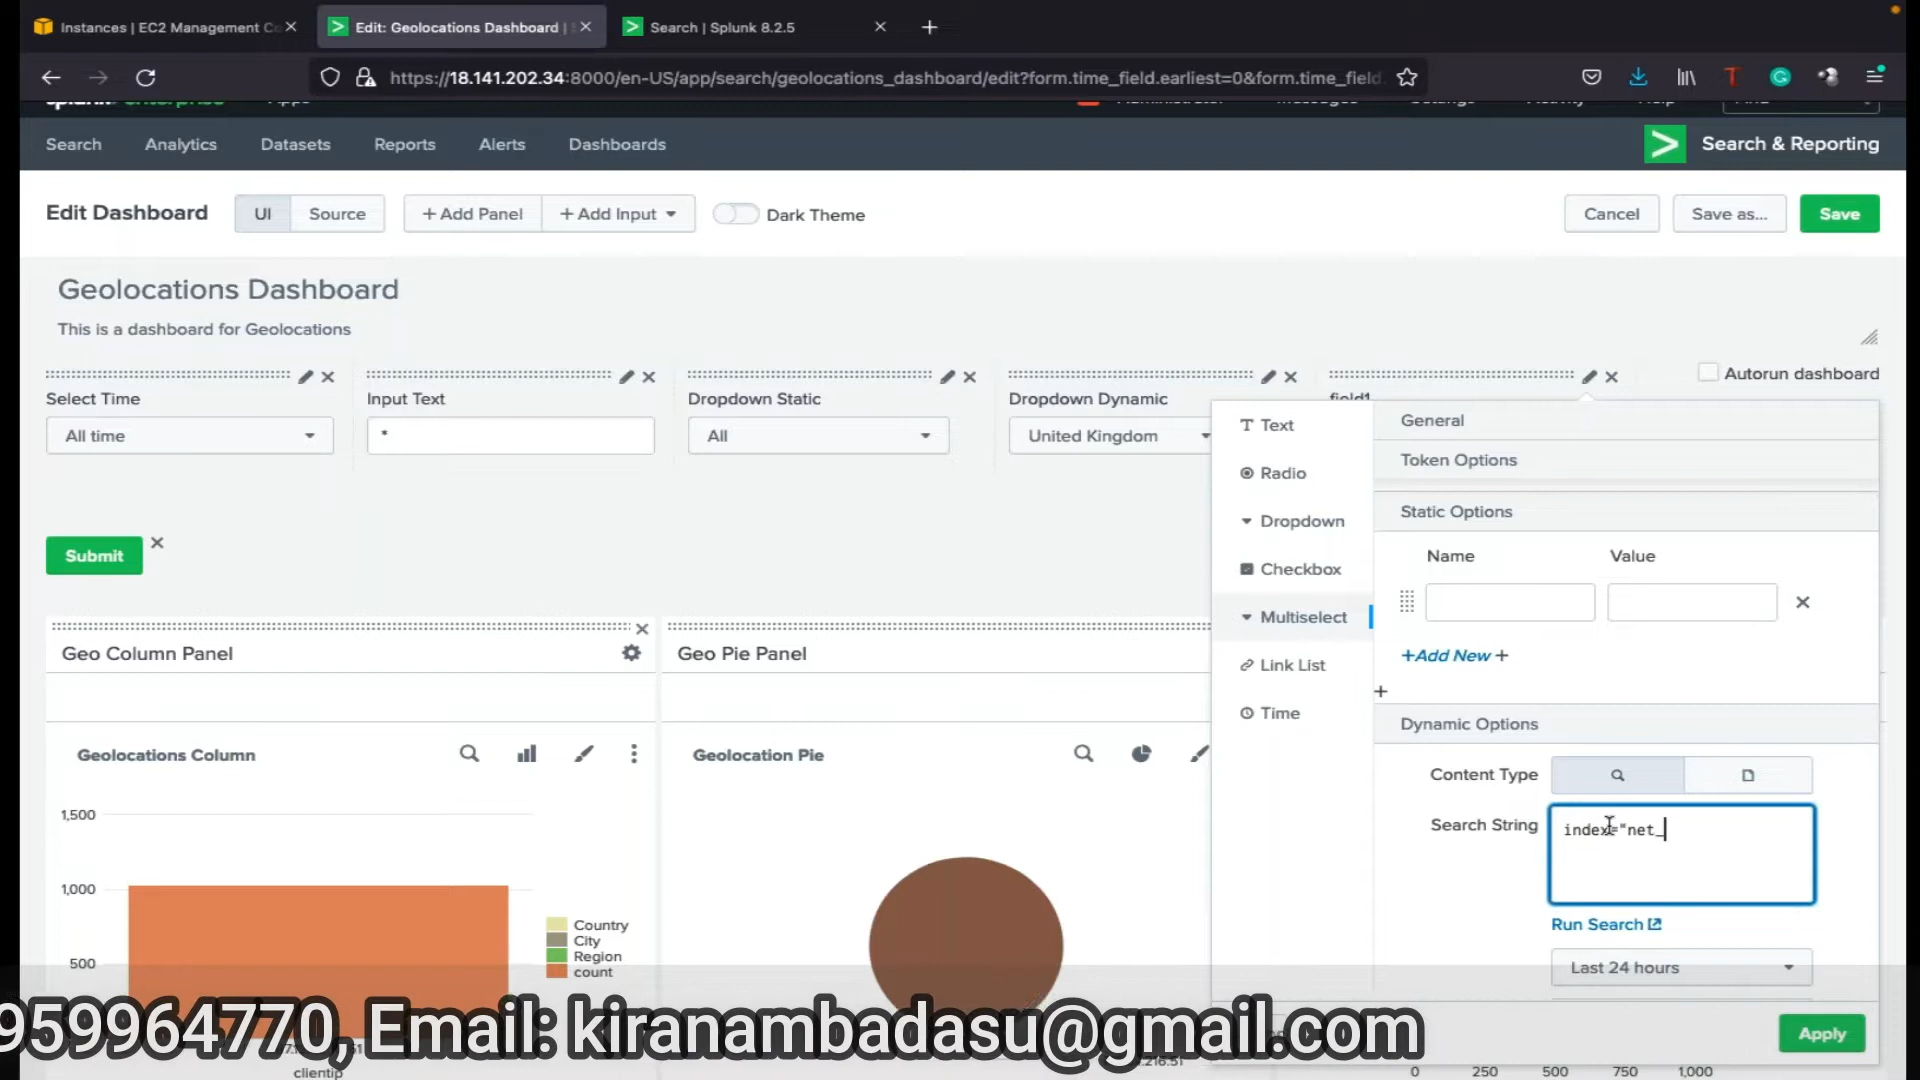 Instances | EC2 Management Co
Edit: Geolocations Dashboard |
Search | Splunk 8.2.5
https://18.141.202.34:8000/en-US/app/search/geolocations_dashboard/edit?form.time_field.earliest=0&form.time_field.
Search Analytics Datasets Reports Alerts Dashboards
Search & Reporting
Edit Dashboard UI Source + Add Panel + Add Input Dark Theme Cancel Save as... Save
Geolocations Dashboard
This is a dashboard for Geolocations
Autorun dashboard
Select Time Input Text Dropdown Static Dropdown Dynamic field1
All time * All United Kingdom
Submit
Text
Radio
Dropdown
Checkbox
Multiselect
Link List
Time
General
Token Options
Static Options
Name Value
+Add New +
+
Dynamic Options
Content Type
Search String index="net_
Run Search
Last 24 hours
Apply
Geo Column Panel
Geo Pie Panel
Geolocations Column
Geolocation Pie
1,500
1,000
500
Country
City
Region
count
clientip
.216.51
0 250 500 750 1,000
959964770, Email: kiranambadasu@gmail.com